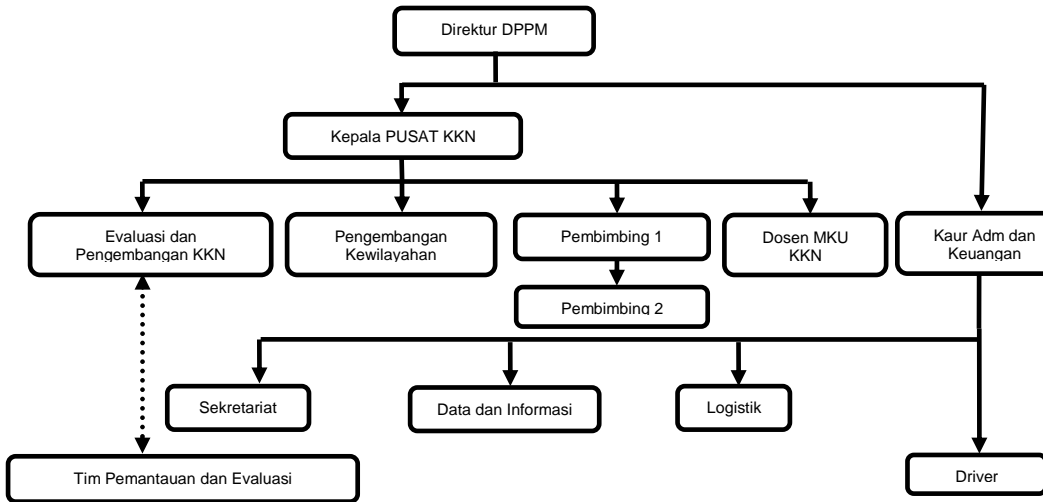 Direktur DPPM
Kepala PUSAT KKN
Evaluasi dan
Pengembangan KKN
Pengembangan
Kewilayahan
Pembimbing 1
Dosen MKU
KKN
Kaur Adm dan
Keuangan
Pembimbing 2
Sekretariat
Data dan Informasi
Logistik
Tim Pemantauan dan Evaluasi
Driver